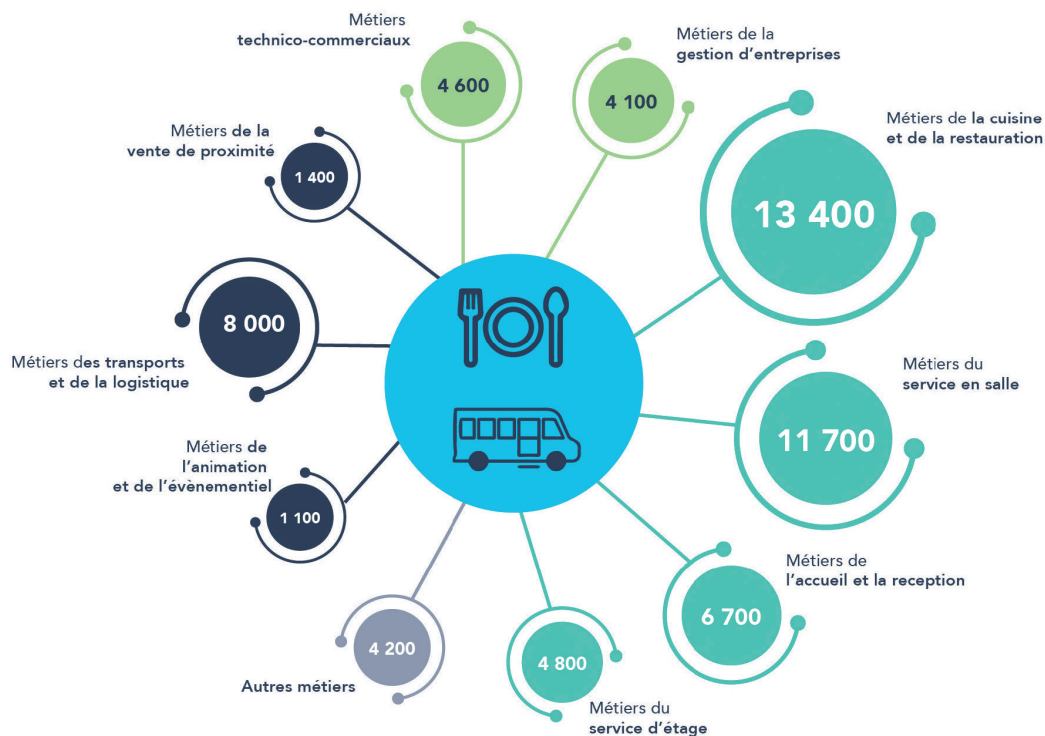 Métiers
technico-commerciaux
4 600
Métiers de la
gestion d'entreprises
4 100
Métiers de la cuisine
et de la restauration
13 400
Métiers du
service en salle
11 700
Métiers de
l'accueil et la reception
6 700
Métiers du
service d'étage
4 800
Autres métiers
4 200
Métiers de
l'animation
et de l'évènementiel
1 100
Métiers des transports
et de la logistique
8 000
Métiers de la
vente de proximité
1 400